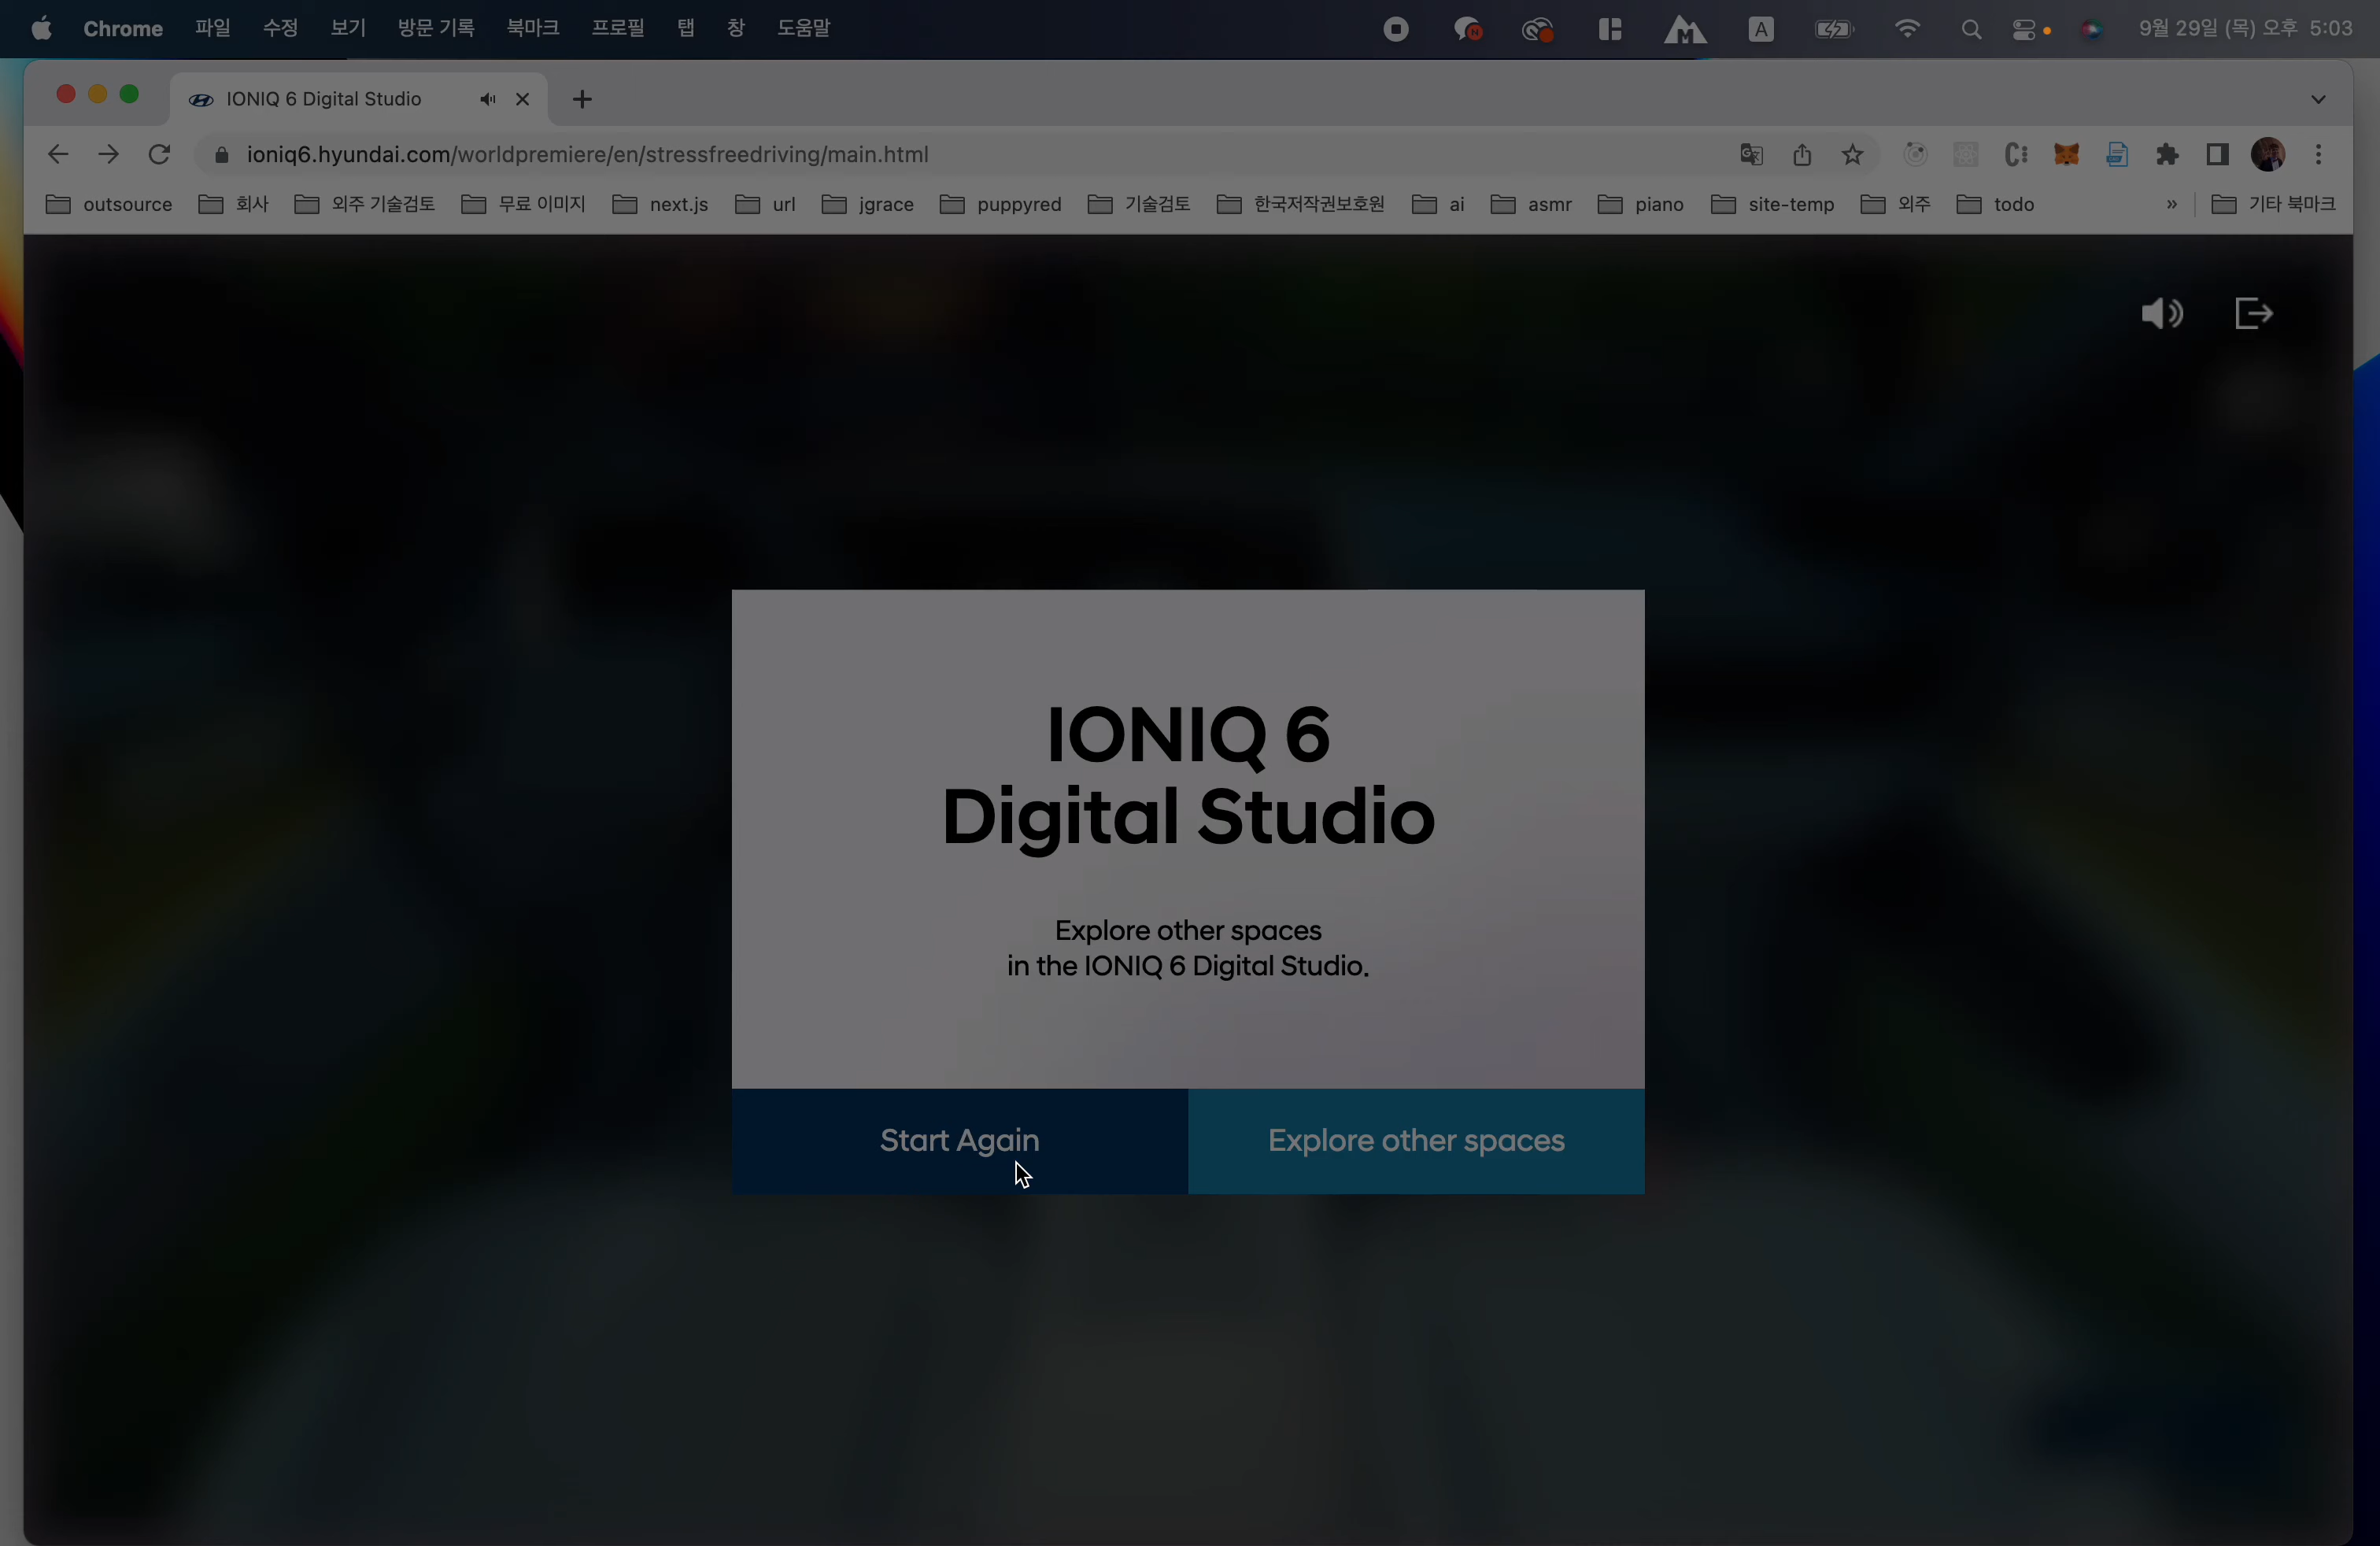 Chrome 파일 수정 보기 방문 기록 북마크 프로필 탭 창 도움말 A 9월 29일 (목) 오후 5:03
IONIQ 6 Digital Studio
ioniq6.hyundai.com/worldpremiere/en/stressfreedriving/main.html
outsource 회사 외주 기술검토 무료 이미지 next.js url jgrace puppyred 기술검토 한국저작권보호원 ai asmr piano site-temp 외주 todo » 기타 북마크
IONIQ 6
Digital Studio
Explore other spaces
in the IONIQ 6 Digital Studio.
Start Again Explore other spaces